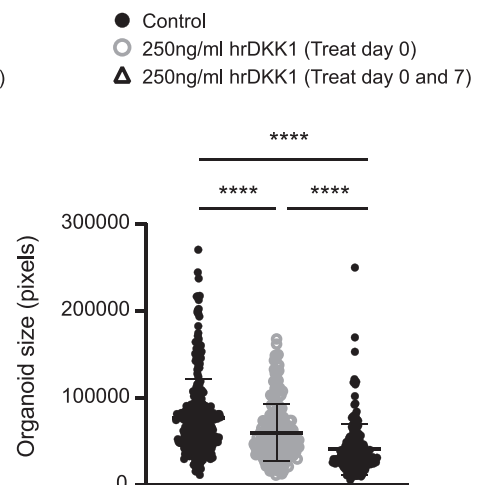 Control
250ng/ml hrDKK1 (Treat day 0)
)
250ng/ml hrDKK1 (Treat day 0 and 7)
****
**** ****
300000
200000
100000
0
Organoid size (pixels)